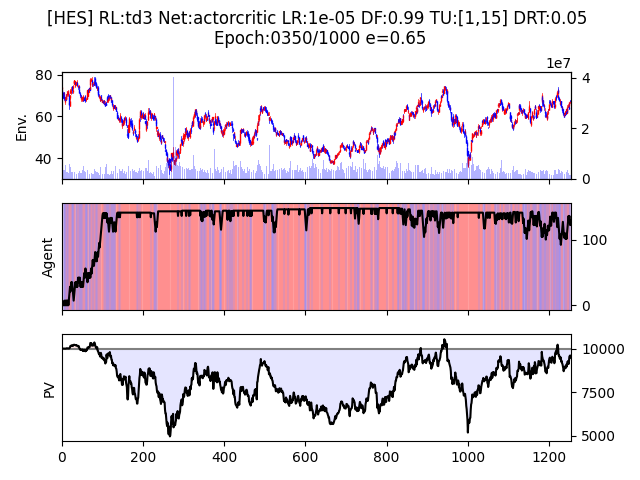 [HES] RL:td3 Net:actorcritic LR:1e-05 DF:0.99 TU:[1,15] DRT:0.05
Epoch:0350/1000 e=0.65
1e7
80
60
40
Env.
4
2
0
Agent
100
0
PV
10000
7500
5000
0 200 400 600 800 1000 1200